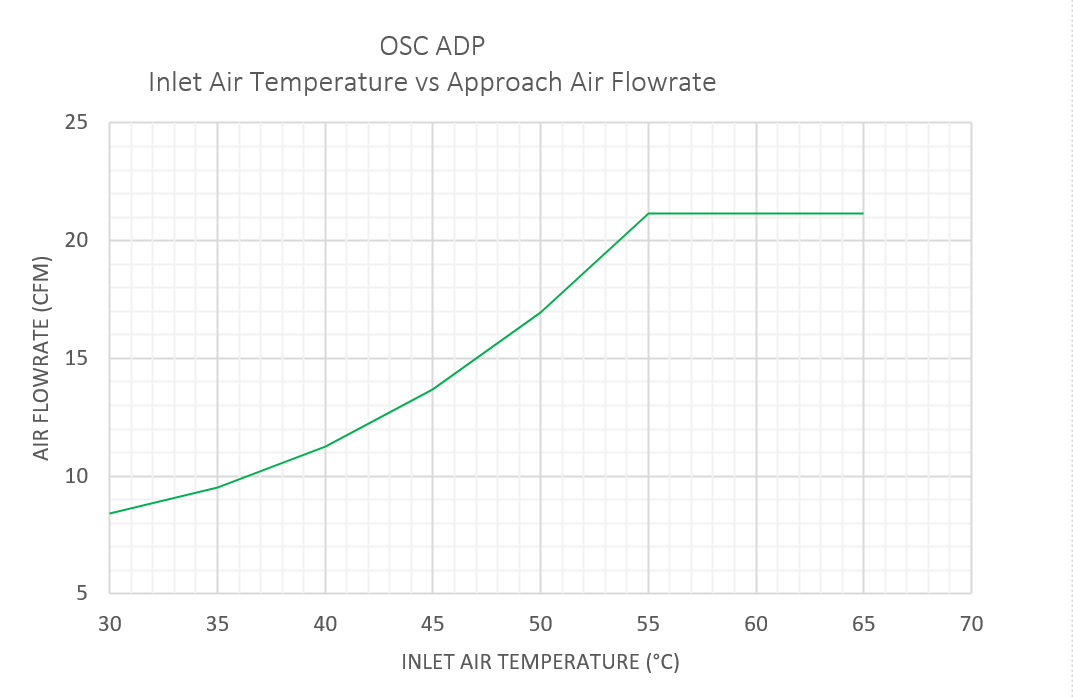 OSC ADP
Inlet Air Temperature vs Approach Air Flowrate
25
20
15
10
5
AIR FLOWRATE (CFM)
30 35 40 45 50 55 60 65 70
INLET AIR TEMPERATURE (°C)